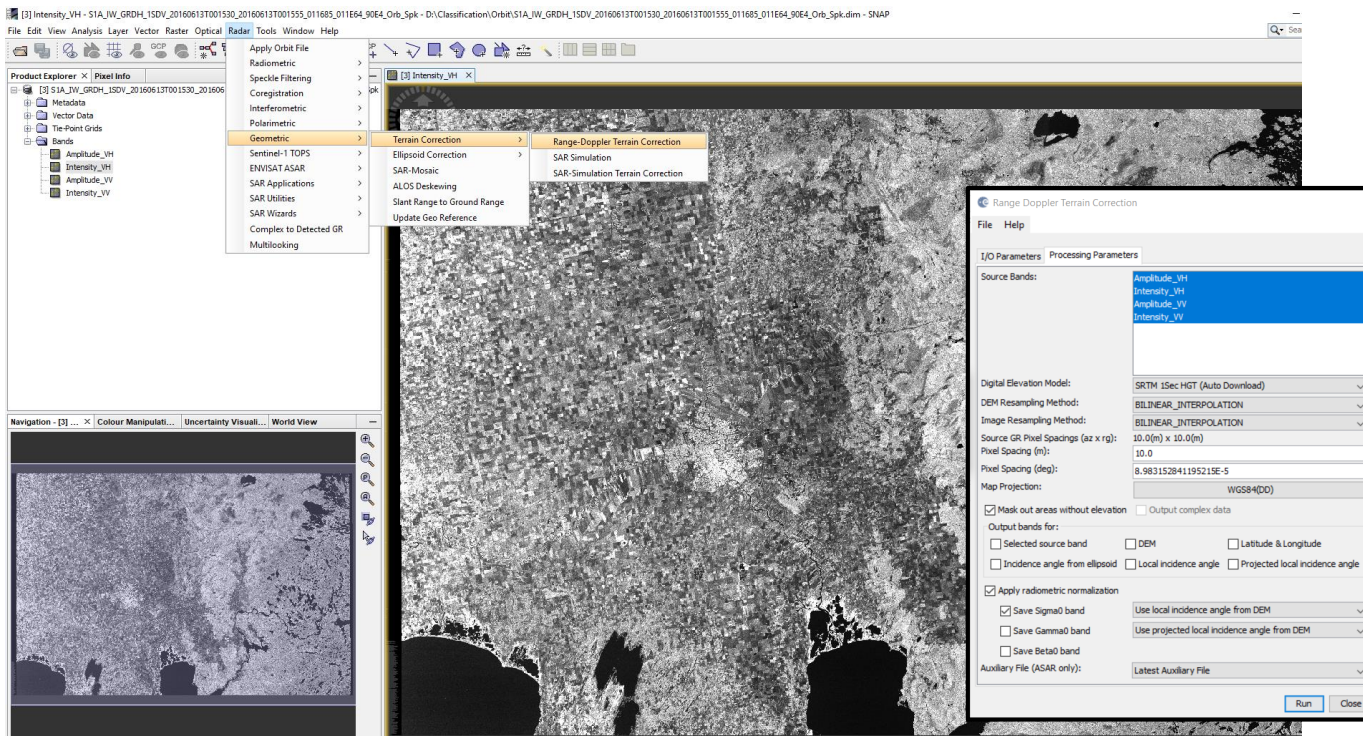 [3] Intensity_VH - S1A_IW_GRDH_1SDV_20160613T001530_20160613T001555_011685_011E64_90E4_Orb_Spk - D:\Classification\Orbit\S1A_IW_GRDH_1SDV_20160613T001530_20160613T001555_011685_011E64_90E4_Orb_Spk.dim - SNAP
File Edit View Analysis Layer Vector Raster Optical Radar Tools Window Help
Product Explorer Pixel Info
[3] Intensity_VH
[3] S1A_IW_GRDH_1SDV_20160613T001530_201606
Metadata
Vector Data
Tie-Point Grids
Bands
Amplitude_VH
Intensity_VH
Amplitude_VV
Intensity_VV
Apply Orbit File
Radiometric
Speckle Filtering
Coregistration
Interferometric
Polarimetric
Geometric
Sentinel-1 TOPS
ENVISAT ASAR
SAR Applications
SAR Utilities
SAR Wizards
Complex to Detected GR
Multilooking
Terrain Correction
Ellipsoid Correction
SAR-Mosaic
ALOS Deskewing
Slant Range to Ground Range
Update Geo Reference
Range-Doppler Terrain Correction
SAR Simulation
SAR-Simulation Terrain Correction
Navigation - [3] ... Colour Manipulati... Uncertainty Visuali... World View
Range Doppler Terrain Correction
File Help
I/O Parameters Processing Parameters
Source Bands:
Amplitude_VH
Intensity_VH
Amplitude_VV
Intensity_VV
Digital Elevation Model: SRTM 1Sec HGT (Auto Download)
DEM Resampling Method: BILINEAR_INTERPOLATION
Image Resampling Method: BILINEAR_INTERPOLATION
Source GR Pixel Spacings (az x rg): 10.0(m) x 10.0(m)
Pixel Spacing (m): 10.0
Pixel Spacing (deg): 8.983152841195215E-5
Map Projection: WGS84(DD)
Mask out areas without elevation Output complex data
Output bands for:
Selected source band DEM Latitude & Longitude
Incidence angle from ellipsoid Local incidence angle Projected local incidence angle
Apply radiometric normalization
Save Sigma0 band Use local incidence angle from DEM
Save Gamma0 band Use projected local incidence angle from DEM
Save Beta0 band
Auxiliary File (ASAR only): Latest Auxiliary File
Run Close